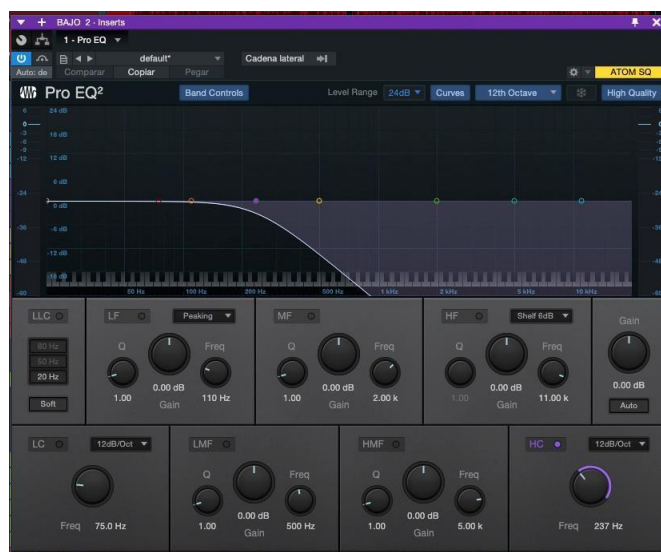 BAJO 2 - Inserts
1 - Pro EQ
default*
Cadena lateral
Auto: de Comparar Copiar Pegar
ATOM SQ
Pro EQ²
Band Controls
Level Range 24dB Curves 12th Octave High Quality
24 dB
18 dB
12 dB
6 dB
0 dB
-6 dB
-12 dB
-18 dB
50 Hz 100 Hz 200 Hz 500 Hz 1 kHz 2 kHz 5 kHz 10 kHz
LLC
80 Hz
50 Hz
20 Hz
Soft
LF Peaking
Q Freq
1.00 0.00 dB 110 Hz
Gain
MF
Q Freq
1.00 0.00 dB 2.00 k
Gain
HF Shelf 6dB
Q Freq
1.00 0.00 dB 11.00 k
Gain
Gain
0.00 dB
Auto
LC 12dB/Oct
Freq 75.0 Hz
LMF
Q Freq
1.00 0.00 dB 500 Hz
Gain
HMF
Q Freq
1.00 0.00 dB 5.00 k
Gain
HC 12dB/Oct
Freq 237 Hz